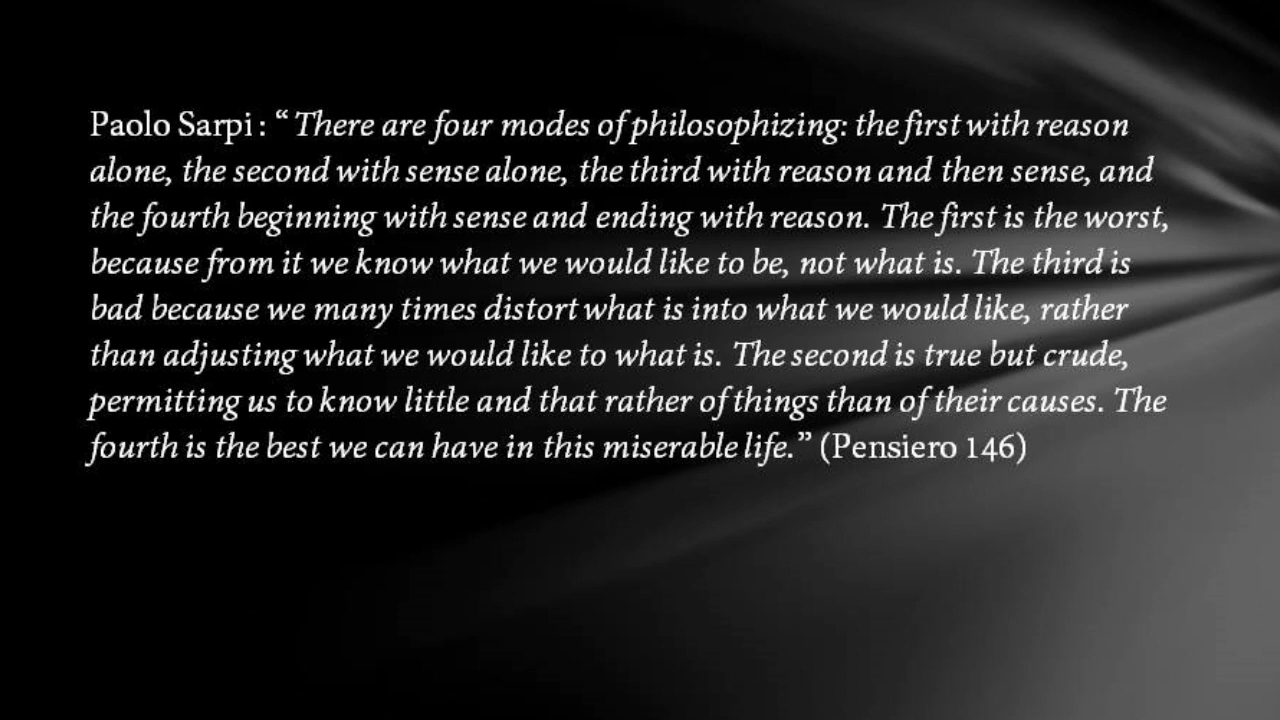 Paolo Sarpi : “ There are four modes of philosophizing: the first with reason
alone, the second with sense alone, the third with reason and then sense, and
the fourth beginning with sense and ending with reason. The first is the worst,
because from it we know what we would like to be, not what is. The third is
bad because we many times distort what is into what we would like, rather
than adjusting what we would like to what is. The second is true but crude,
permitting us to know little and that rather of things than of their causes. The
fourth is the best we can have in this miserable life.” (Pensiero 146)